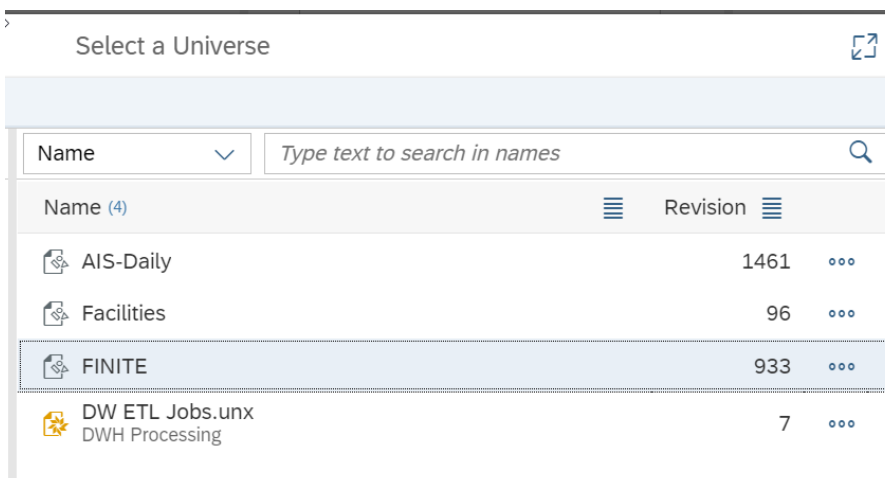 Select a Universe
Name Type text to search in names
Name (4) Revision
AIS-Daily 1461
Facilities 96
FINITE 933
DW ETL Jobs.unx 7
DWH Processing